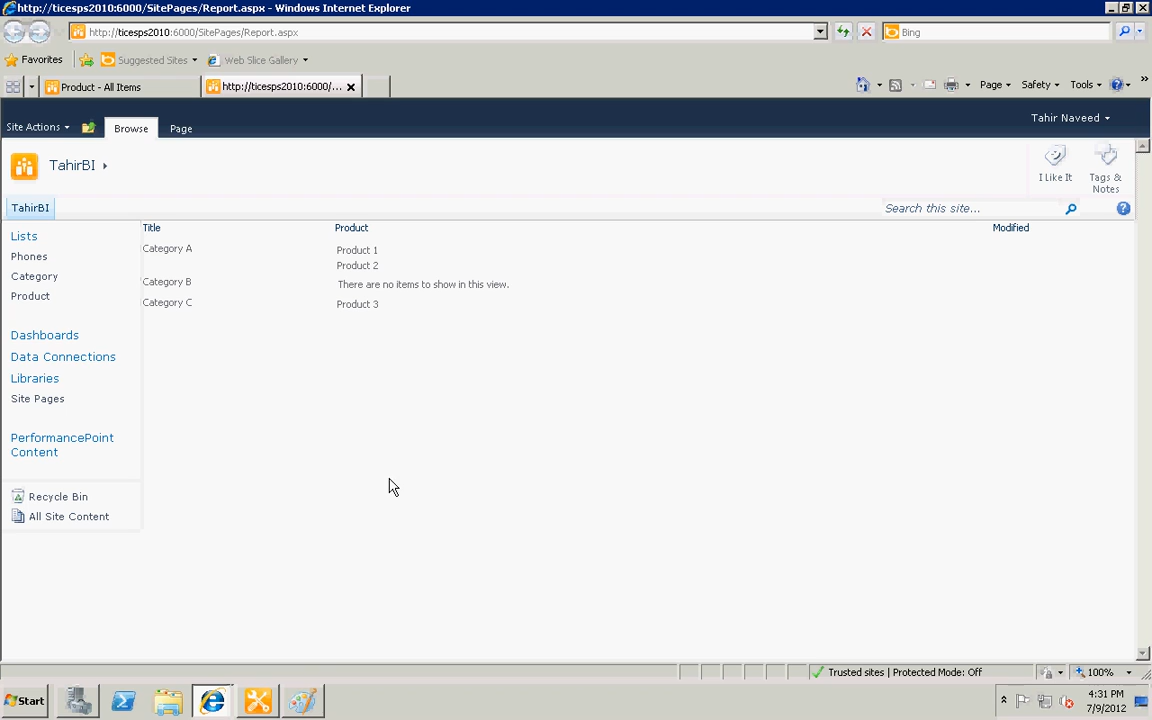 http://ticesps2010:6000/SitePages/Report.aspx - Windows Internet Explorer
http://ticesps2010:6000/SitePages/Report.aspx
Bing
Favorites
Suggested Sites
Web Slice Gallery
Product - All Items
http://ticesps2010:6000/...
Page
Safety
Tools
Site Actions
Browse
Page
Tahir Naveed
TahirBI
I Like It
Tags &
Notes
TahirBI
Search this site...
Lists
Phones
Category
Product
Dashboards
Data Connections
Libraries
Site Pages
PerformancePoint
Content
Recycle Bin
All Site Content
Title Product Modified
Category A Product 1
Product 2
Category B There are no items to show in this view.
Category C Product 3
Trusted sites | Protected Mode: Off
100%
Start
4:31 PM
7/9/2012